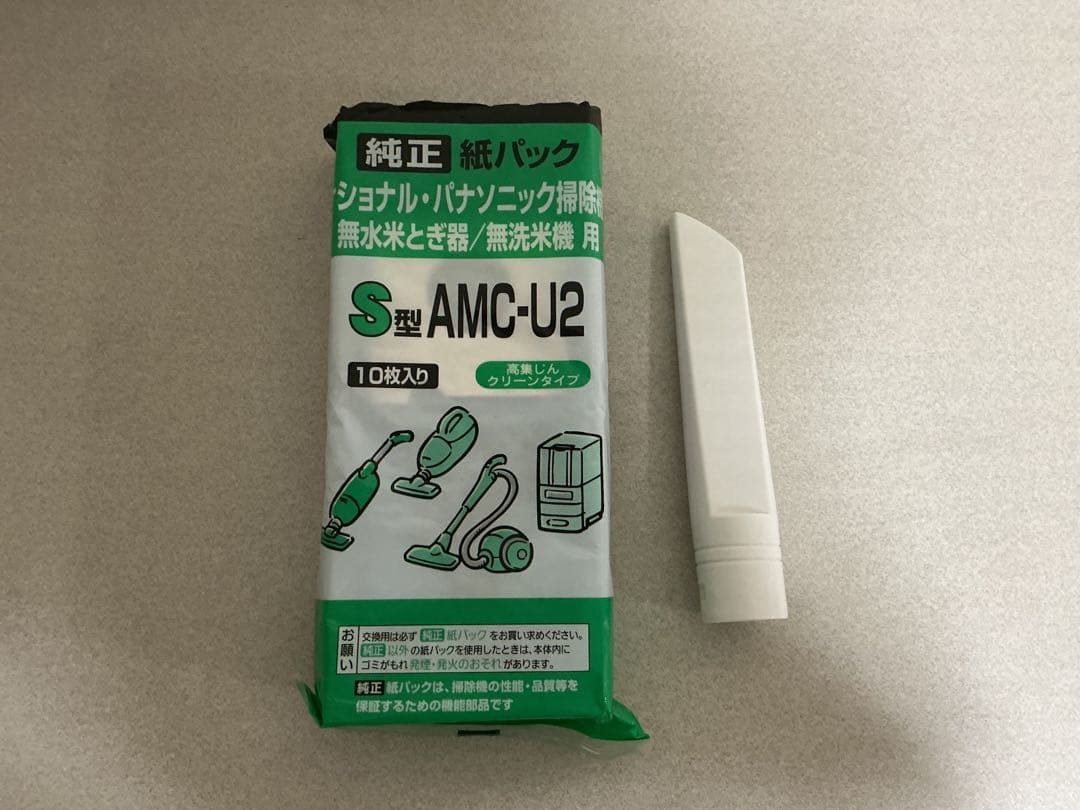 純正 紙パック
ショナル・パナソニック掃除
無水米とぎ器/無洗米機 用
S型 AMC-U2
10枚入り
高集じん
クリーンタイプ
お願い
交換用は必ず 純正 紙パック をお買い求めください。
純正 以外 の紙パックを使用したときは、本体内に
ゴミがもれ 発煙・発火のおそれ があります。
純正 紙パックは、掃除機の性能・品質等を
保証するための機能部品です